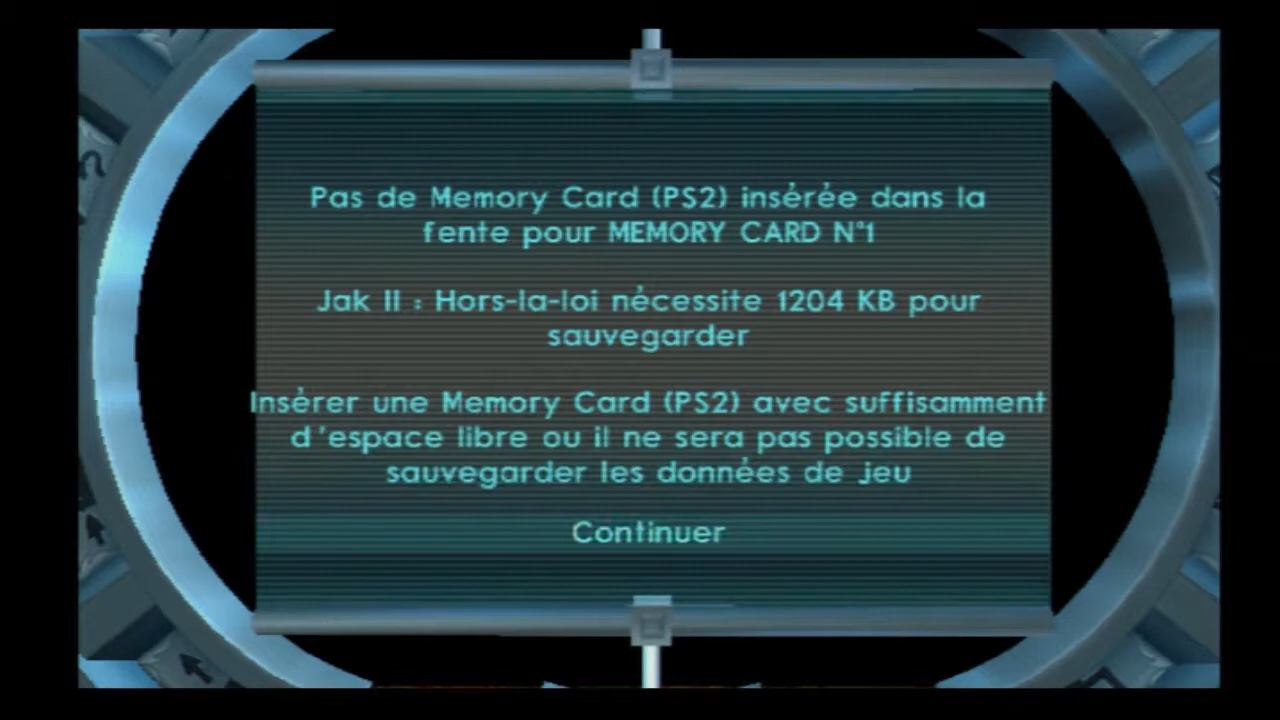 Pas de Memory Card (PS2) insérée dans la
fente pour MEMORY CARD N°1
Jak II : Hors-la-loi nécessite 1204 KB pour
sauvegarder
Insérer une Memory Card (PS2) avec suffisamment
d'espace libre ou il ne sera pas possible de
sauvegarder les données de jeu
Continuer